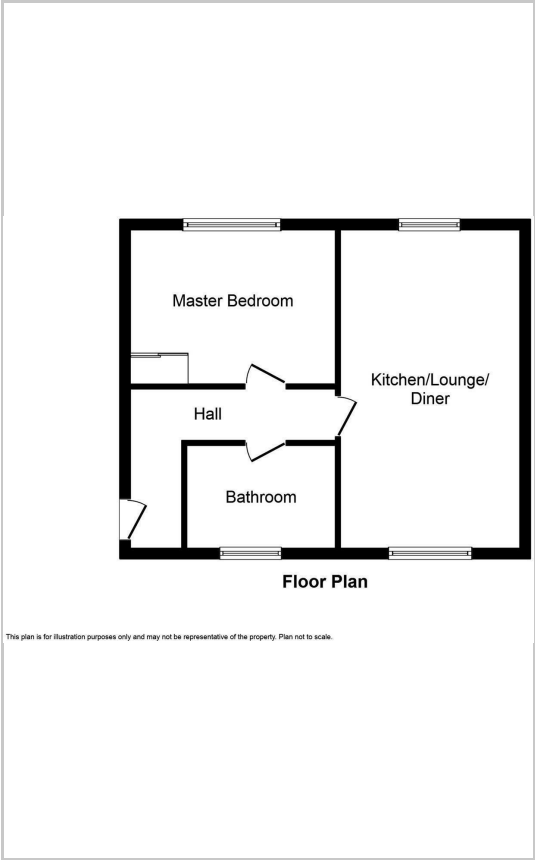 Master Bedroom
Kitchen/Lounge/
Diner
Hall
Bathroom
Floor Plan
This plan is for illustration purposes only and may not be representative of the property. Plan not to scale.